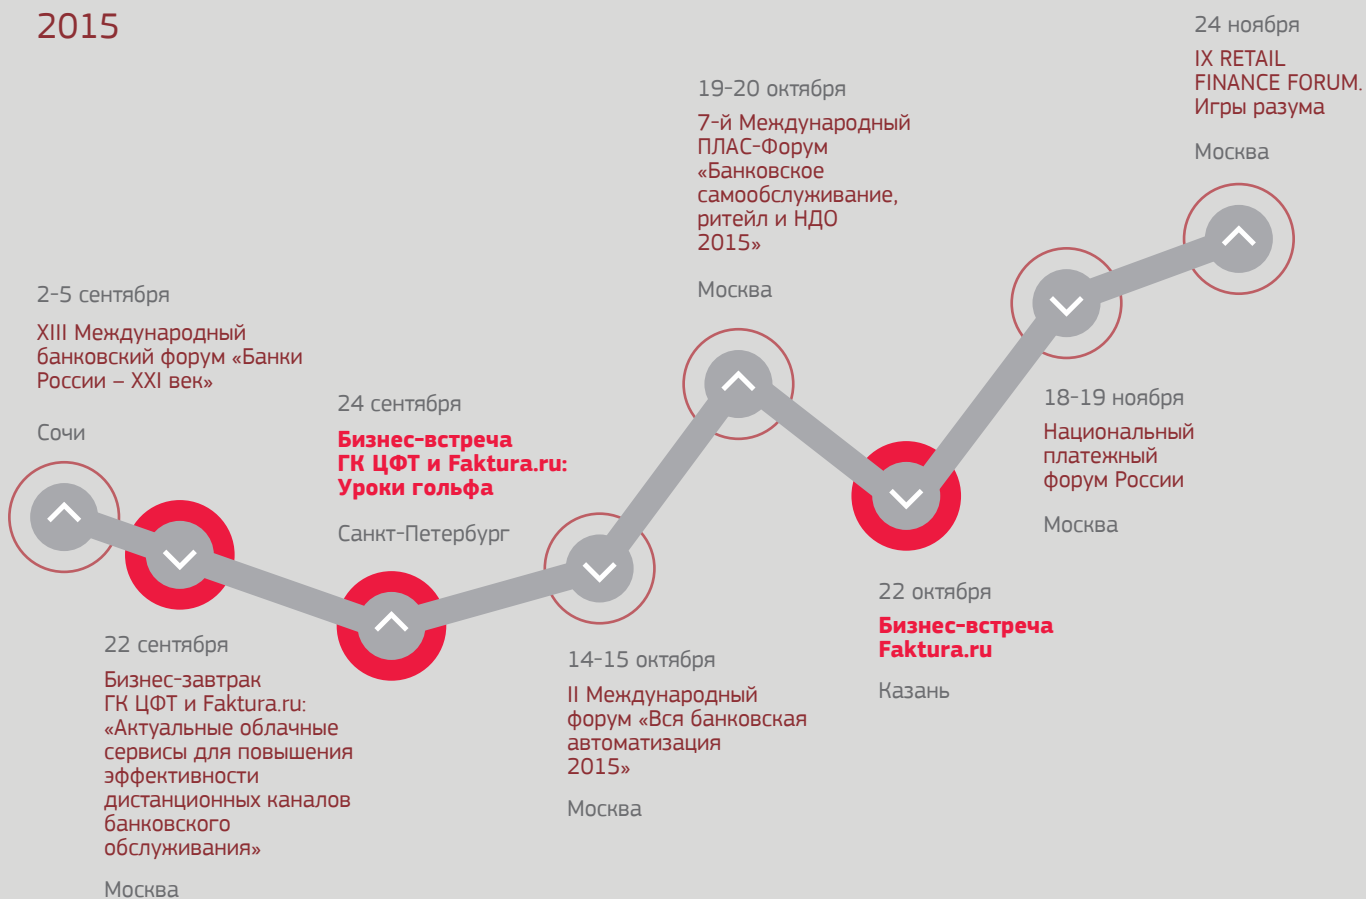 2015
2-5 сентября
XIII Международный
банковский форум «Банки
России – XXI век»
Сочи
22 сентября
Бизнес-завтрак
ГК ЦФТ и Faktura.ru:
«Актуальные облачные
сервисы для повышения
эффективности
дистанционных каналов
банковского
обслуживания»
Москва
24 сентября
Бизнес-встреча
ГК ЦФТ и Faktura.ru:
Уроки гольфа
Санкт-Петербург
14-15 октября
II Международный
форум «Вся банковская
автоматизация
2015»
Москва
19-20 октября
7-й Международный
ПЛАС-Форум
«Банковское
самообслуживание,
ритейл и НДО
2015»
Москва
22 октября
Бизнес-встреча
Faktura.ru
Казань
18-19 ноября
Национальный
платежный
форум России
Москва
24 ноября
IX RETAIL
FINANCE FORUM.
Игры разума
Москва